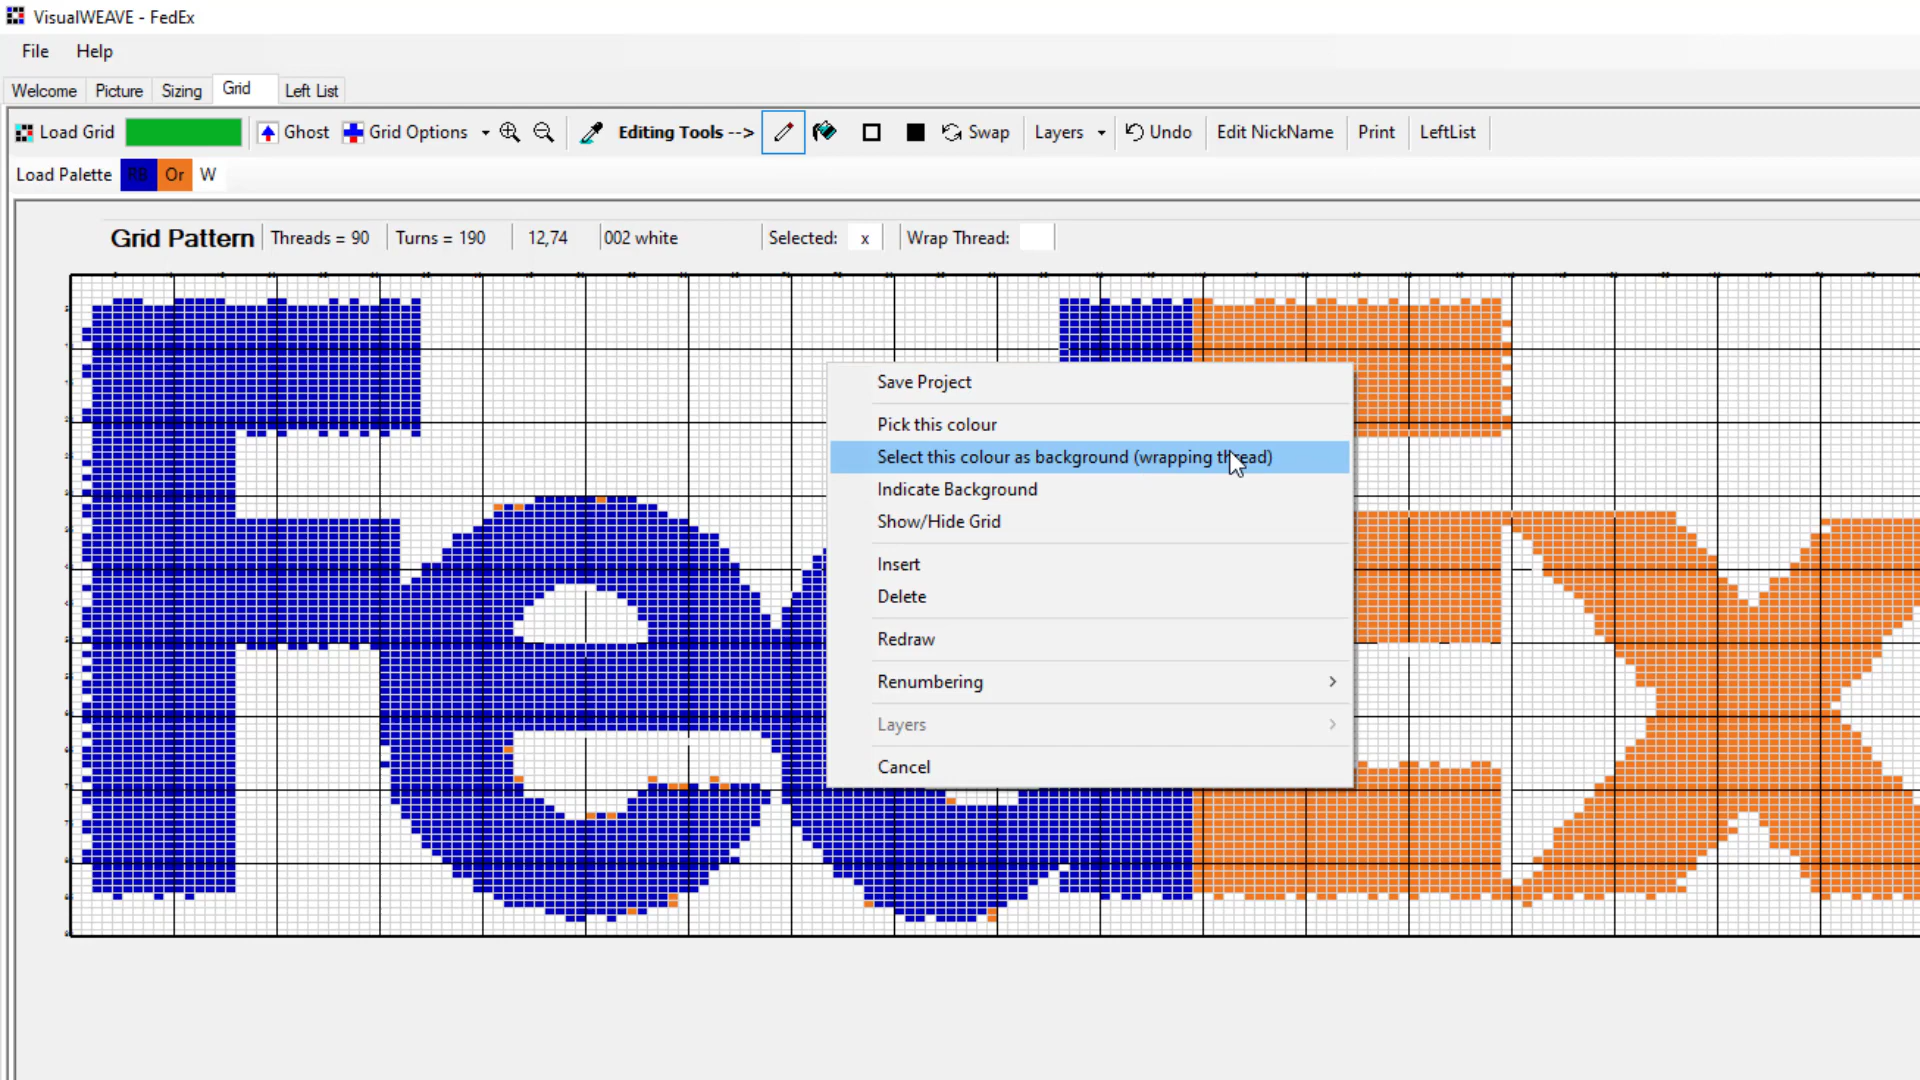 VisualWEAVE - FedEx
File Help
Welcome Picture Sizing Grid Left List
Load Grid Ghost Grid Options Editing Tools --> Swap Layers Undo Edit NickName Print LeftList
Load Palette RB Or W
Grid Pattern Threads = 90 Turns = 190 12,74 002 white Selected: x Wrap Thread:
FedEx
Save Project
Pick this colour
Select this colour as background (wrapping thread)
Indicate Background
Show/Hide Grid
Insert
Delete
Redraw
Renumbering
Layers
Cancel